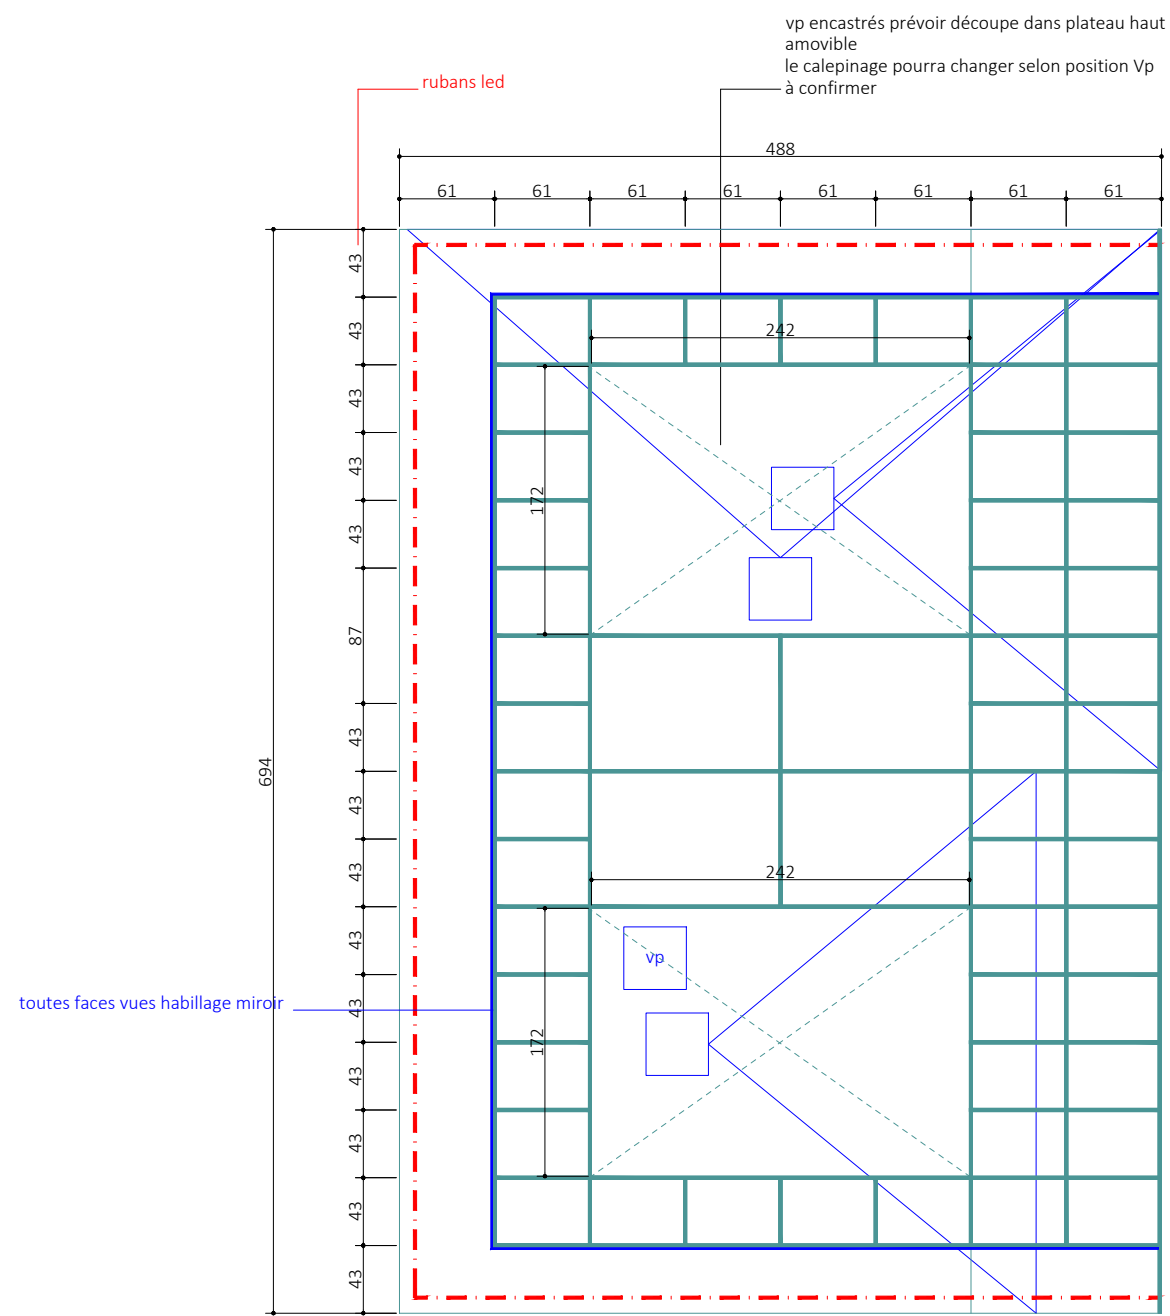 vp encastrés prévoir découpe dans plateau haut
amovible
le calepinage pourra changer selon position Vp
à confirmer
rubans led
488
61 61 61 61 61 61 61 61
43
43
242
43
43
172
43
87
694
43
43
43
242
43
vp
toutes faces vues habillage miroir
43
172
43
43
43
43